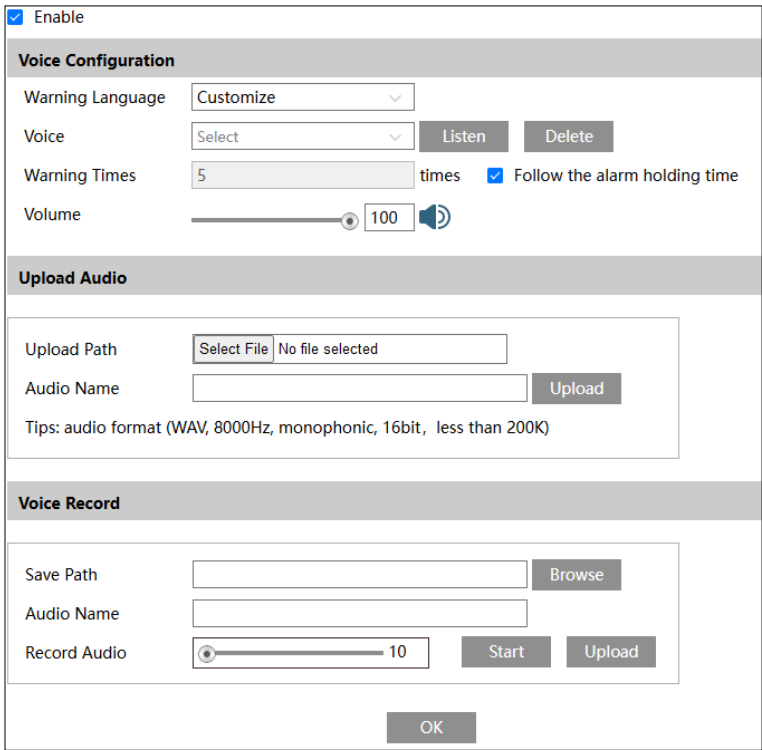 Enable
Voice Configuration
Warning Language Customize
Voice Select Listen Delete
Warning Times 5 times Follow the alarm holding time
Volume 100
Upload Audio
Upload Path Select File No file selected
Audio Name Upload
Tips: audio format (WAV, 8000Hz, monophonic, 16bit，less than 200K)
Voice Record
Save Path Browse
Audio Name
Record Audio 10 Start Upload
OK